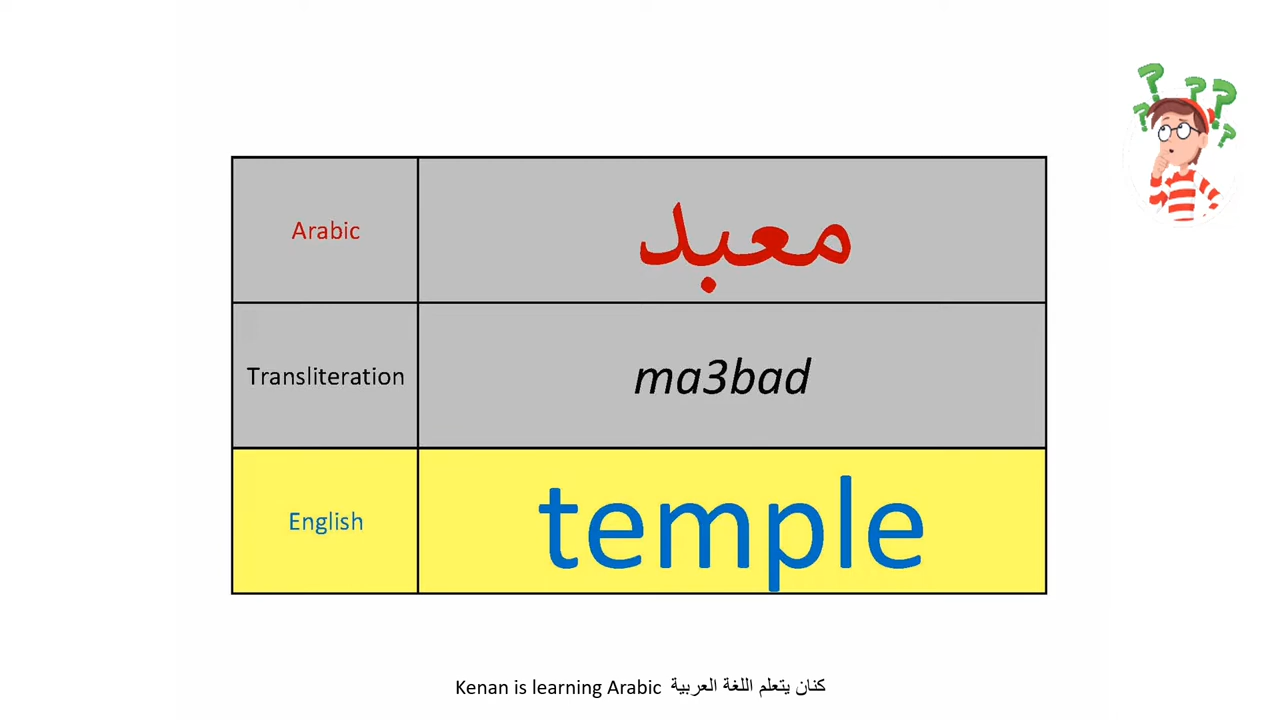 Arabic معبد
Transliteration ma3bad
English temple
Kenan is learning Arabic كنان يتعلم اللغة العربية